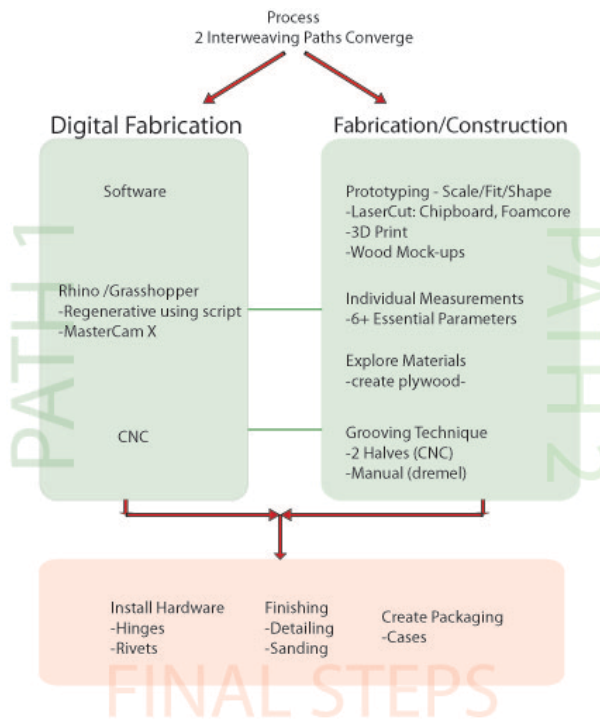 Process
2 Interweaving Paths Converge
Digital Fabrication
Software
Rhino /Grasshopper
-Regenerative using script
-MasterCam X
CNC
PATH 1
Fabrication/Construction
Prototyping - Scale/Fit/Shape
-LaserCut: Chipboard, Foamcore
-3D Print
-Wood Mock-ups
Individual Measurements
-6+ Essential Parameters
Explore Materials
-create plywood-
Grooving Technique
-2 Halves (CNC)
-Manual (dremel)
PATH 2
Install Hardware
-Hinges
-Rivets
Finishing
-Detailing
-Sanding
Create Packaging
-Cases
FINAL STEPS